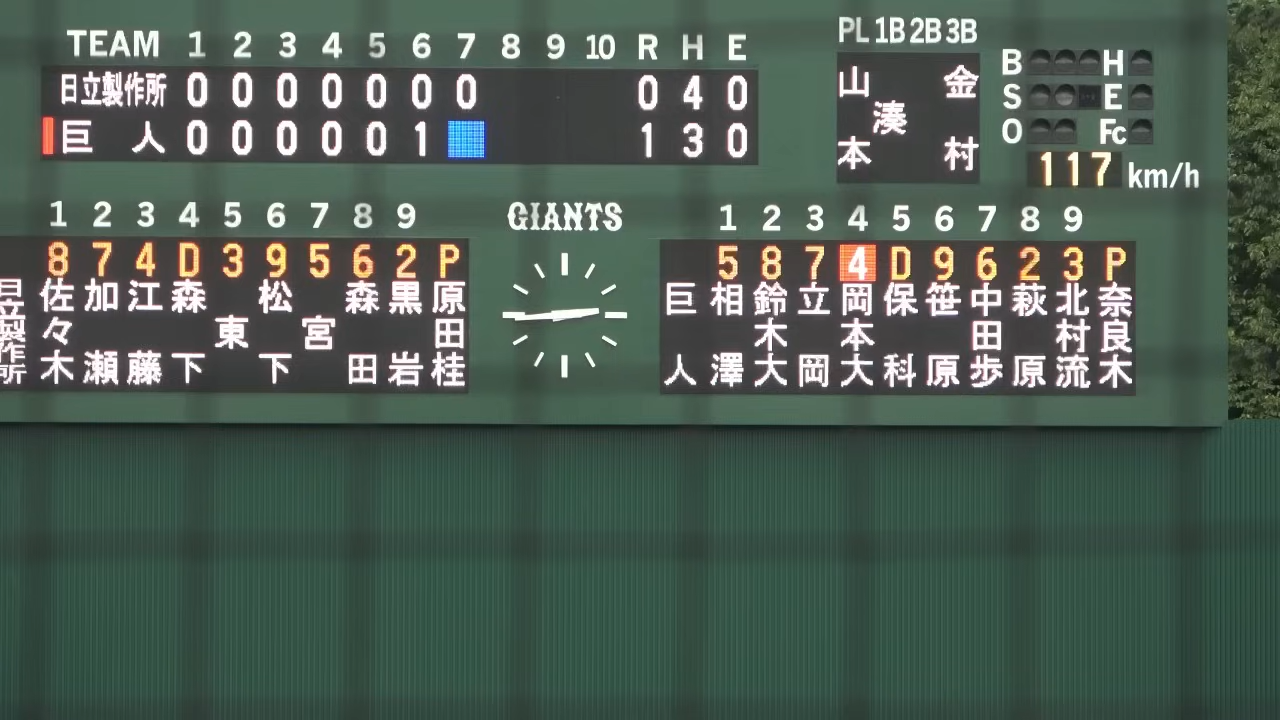 TEAM 1 2 3 4 5 6 7 8 9 10 R H E
日立製作所 0 0 0 0 0 0 0 0 4 0
巨人 0 0 0 0 0 1 1 3 0
PL 1B 2B 3B
山本 湊 金村
B H
S E
O Fc
117 km/h
1 2 3 4 5 6 7 8 9
8 7 4 D 3 9 5 6 2 P
日立製作所 佐々木 加瀬 江藤 森下 東 松下 宮 森田 黒岩 原田桂
GIANTS
1 2 3 4 5 6 7 8 9
5 8 7 4 D 9 6 2 3 P
巨人 相澤 鈴木大 立岡 岡本大 保科 笹原 中田歩 萩原 北村流 奈良木